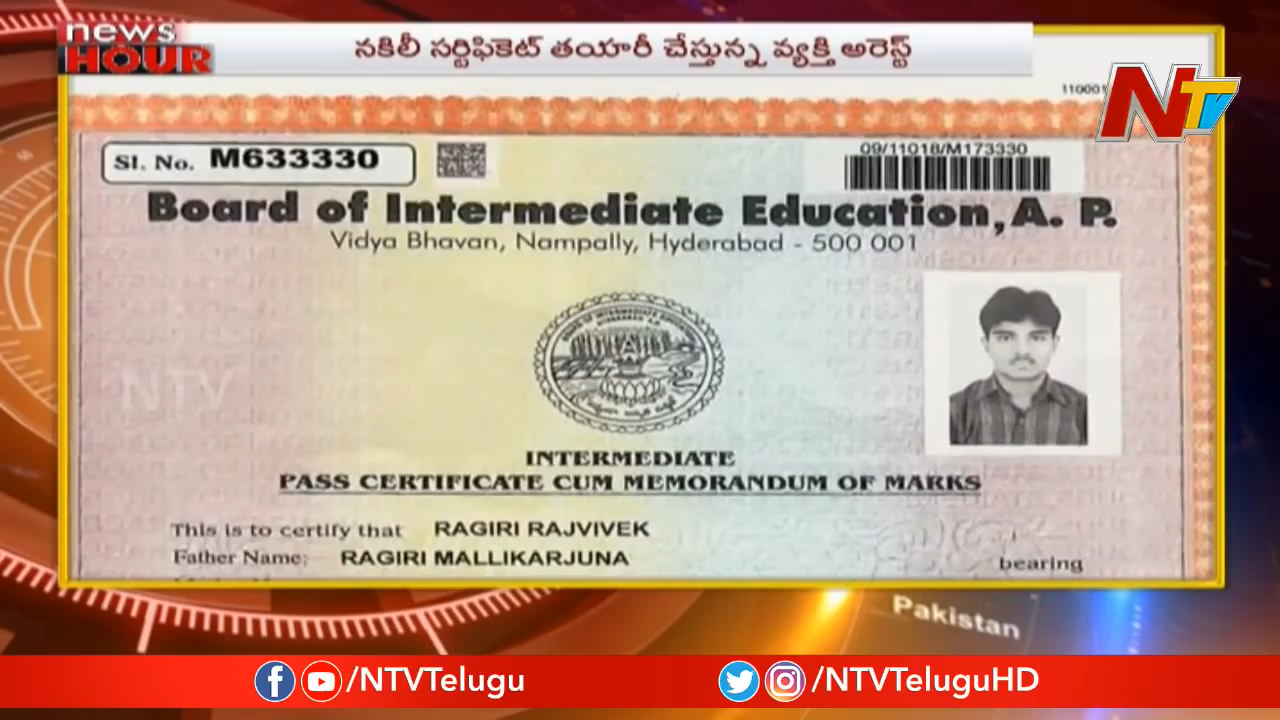 news
HOUR
నకిలీ సర్టిఫికెట్ తయారీ చేస్తున్న వ్యక్తి అరెస్ట్
NTV
Sl. No. M633330
09/11018/M173330
Board of Intermediate Education, A. P.
Vidya Bhavan, Nampally, Hyderabad - 500 001
NTV
INTERMEDIATE
PASS CERTIFICATE CUM MEMORANDUM OF MARKS
This is to certify that RAGIRI RAJVIVEK
Father Name: RAGIRI MALLIKARJUNA
bearing
Pakistan
/NTVTelugu
/NTVTeluguHD